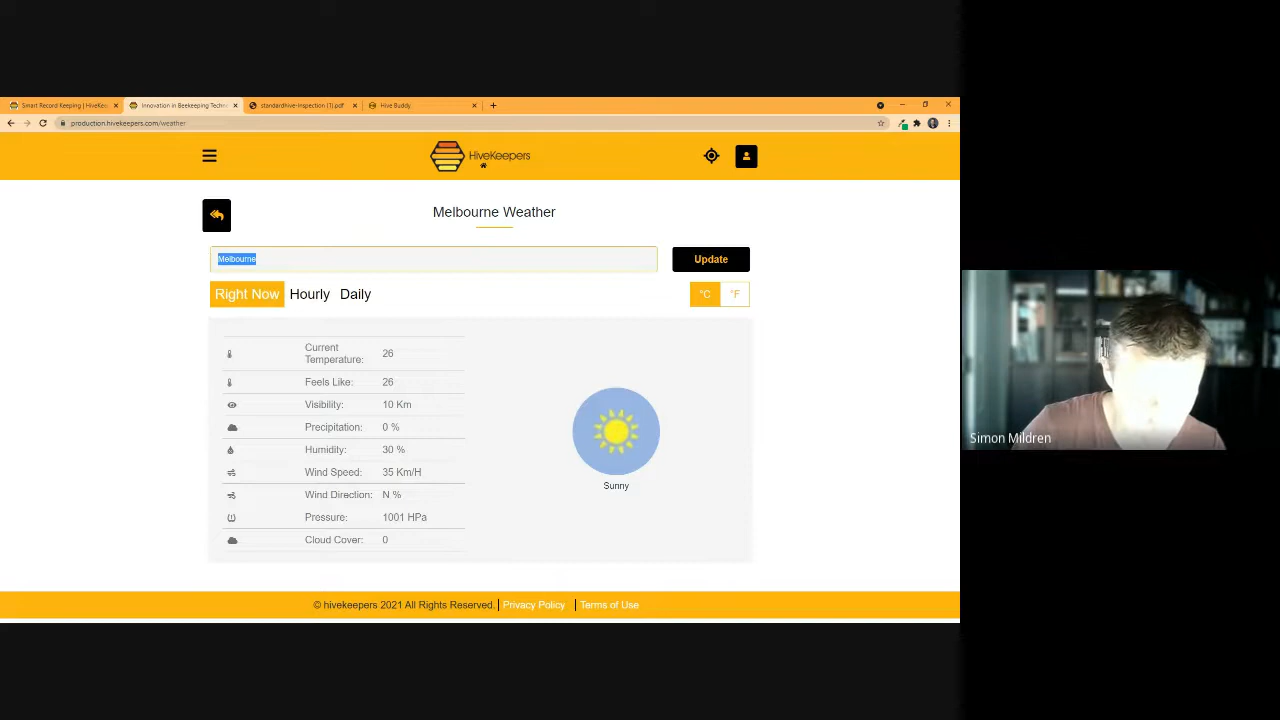 Smart Record Keeping | HiveKee
Innovation in Beekeeping Techn
standardhive-inspection (1).pdf
Hive Buddy
production.hivekeepers.com/weather
HiveKeepers
Melbourne Weather
Melbourne
Update
Right Now
Hourly
Daily
°C
°F
Current
Temperature:
26
Feels Like:
26
Visibility:
10 Km
Precipitation:
0 %
Humidity:
30 %
Wind Speed:
35 Km/H
Wind Direction:
N %
Pressure:
1001 HPa
Cloud Cover:
0
Sunny
Simon Mildren
© hivekeepers 2021 All Rights Reserved. | Privacy Policy | Terms of Use